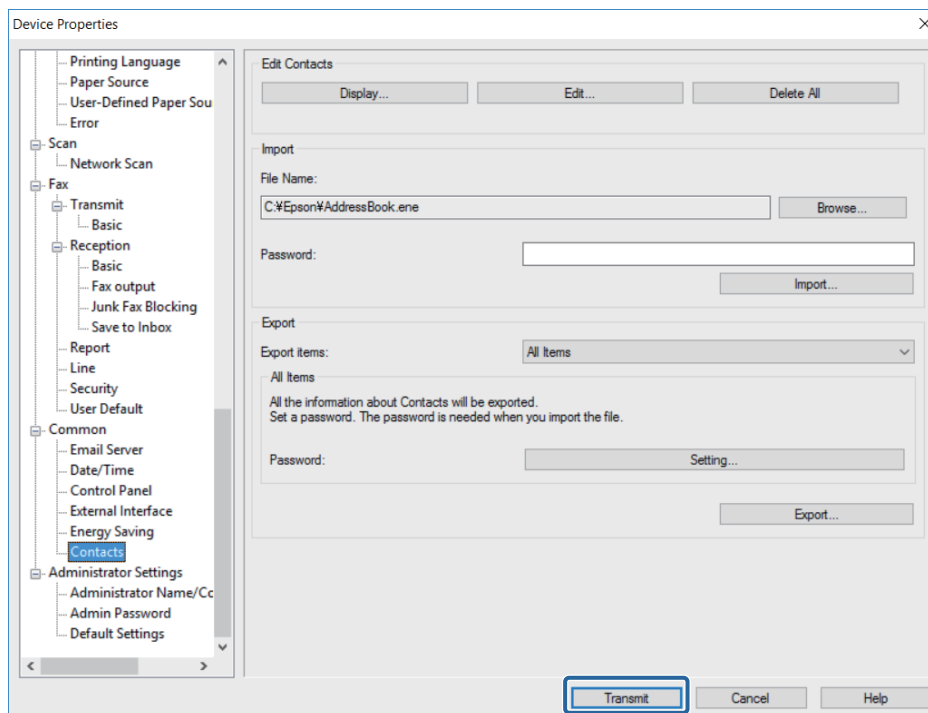 Device Properties
Printing Language
Paper Source
User-Defined Paper Sou
Error
Scan
Network Scan
Fax
Transmit
Basic
Reception
Basic
Fax output
Junk Fax Blocking
Save to Inbox
Report
Line
Security
User Default
Common
Email Server
Date/Time
Control Panel
External Interface
Energy Saving
Contacts
Administrator Settings
Administrator Name/Cc
Admin Password
Default Settings
Edit Contacts
Display... Edit... Delete All
Import
File Name:
C:¥Epson¥AddressBook.ene Browse...
Password:
Import...
Export
Export items: All Items
All Items
All the information about Contacts will be exported.
Set a password. The password is needed when you import the file.
Password: Setting...
Export...
Transmit Cancel Help